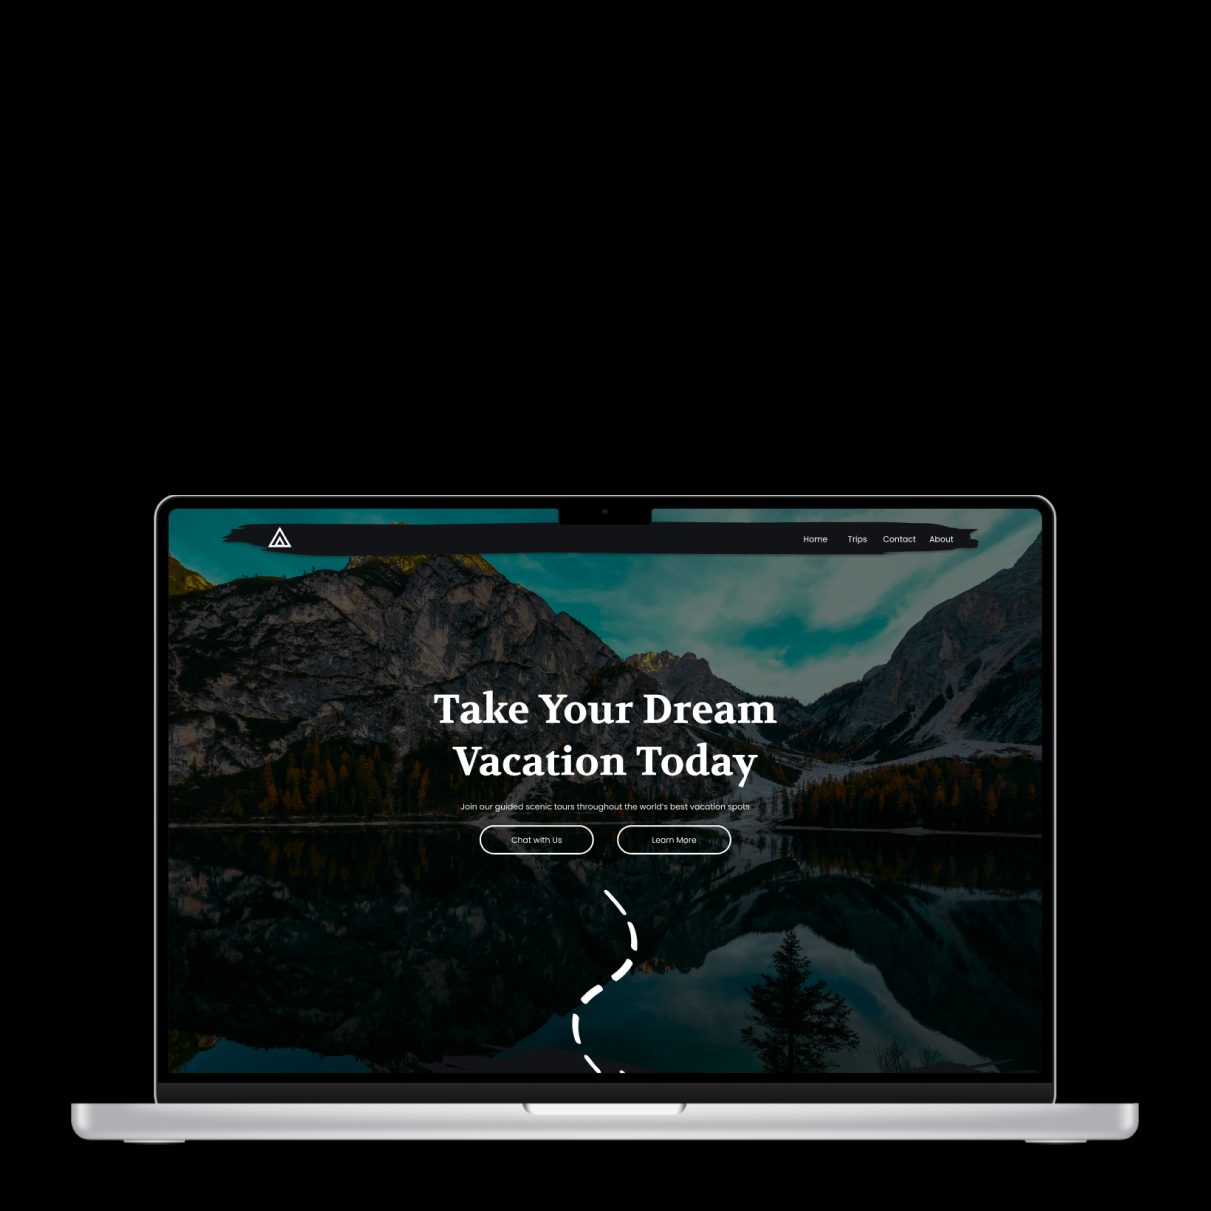 Home Trips Contact About
Take Your Dream
Vacation Today
Join our guided scenic tours throughout the world's best vacation spots
Chat with Us Learn More